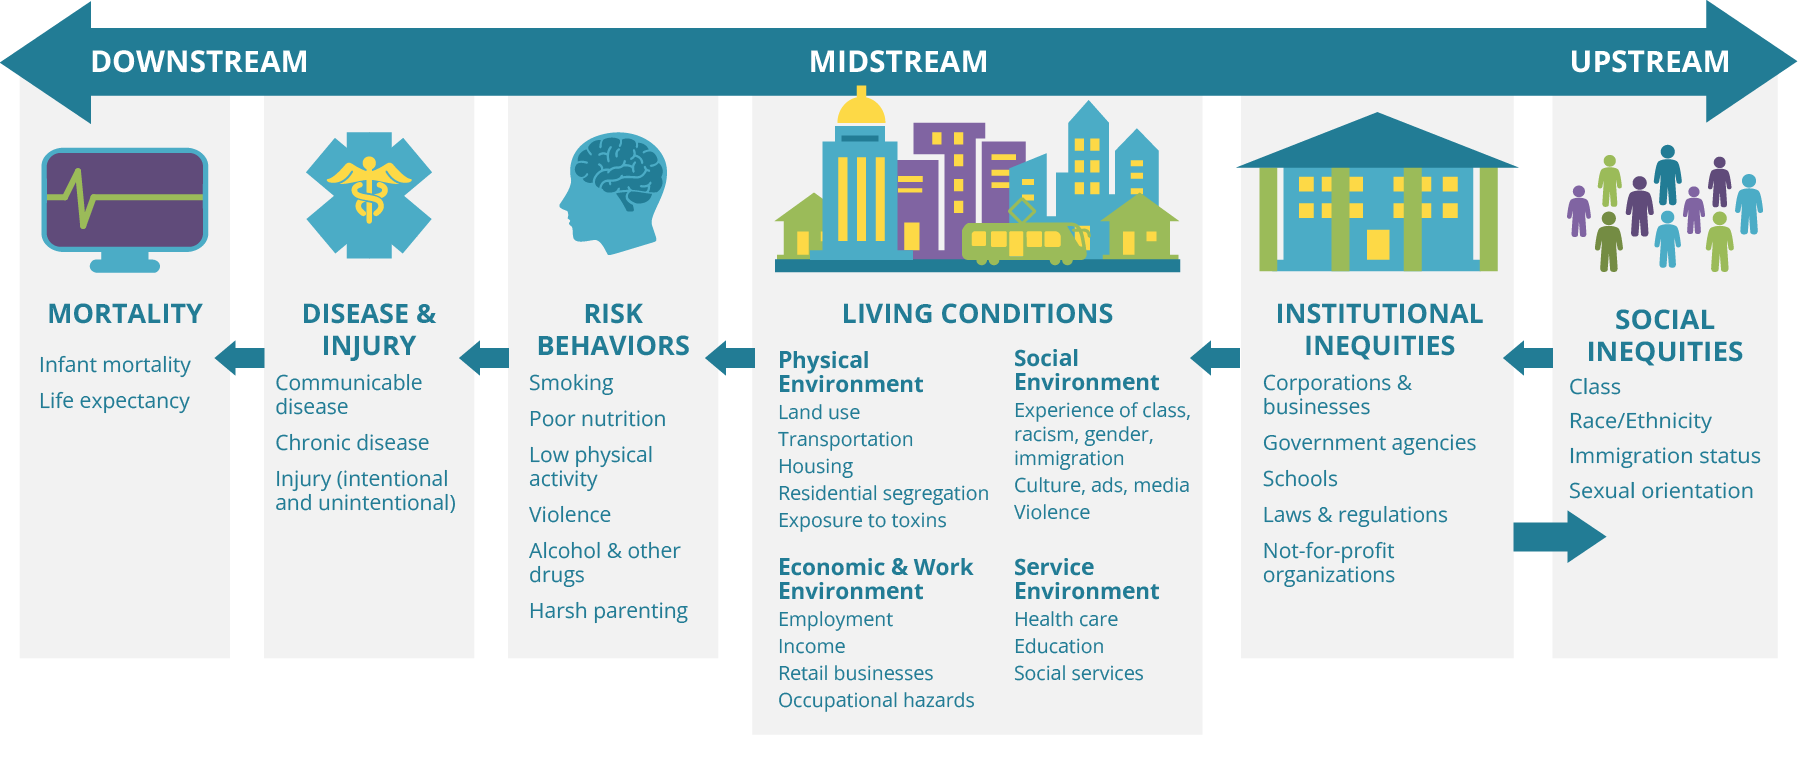 DOWNSTREAM
MIDSTREAM
UPSTREAM
MORTALITY
Infant mortality
Life expectancy
DISEASE &
INJURY
Communicable
disease
Chronic disease
Injury (intentional
and unintentional)
RISK
BEHAVIORS
Smoking
Poor nutrition
Low physical
activity
Violence
Alcohol & other
drugs
Harsh parenting
LIVING CONDITIONS
Physical
Environment
Land use
Transportation
Housing
Residential segregation
Exposure to toxins
Social
Environment
Experience of class,
racism, gender,
immigration
Culture, ads, media
Violence
Economic & Work
Environment
Employment
Income
Retail businesses
Occupational hazards
Service
Environment
Health care
Education
Social services
INSTITUTIONAL
INEQUITIES
Corporations &
businesses
Government agencies
Schools
Laws & regulations
Not-for-profit
organizations
SOCIAL
INEQUITIES
Class
Race/Ethnicity
Immigration status
Sexual orientation